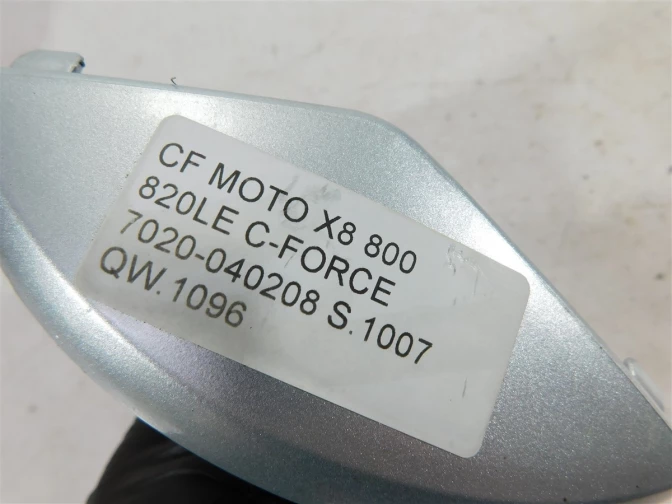 CF MOTO X8 800
820LE C-FORCE
7020-040208 S.1007
QW.1096